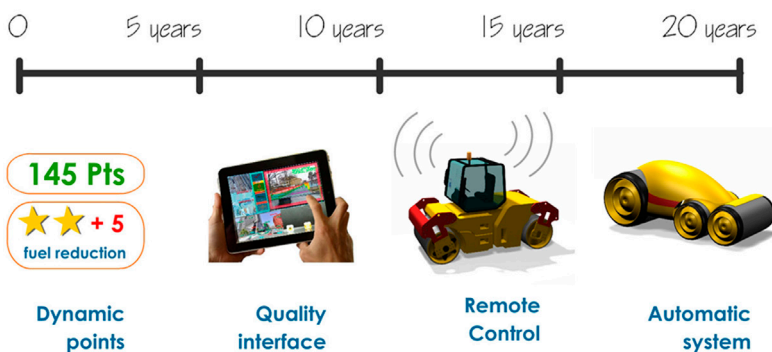 0 5 years 10 years 15 years 20 years
145 Pts
+ 5
fuel reduction
Dynamic
points
Quality
interface
Remote
Control
Automatic
system